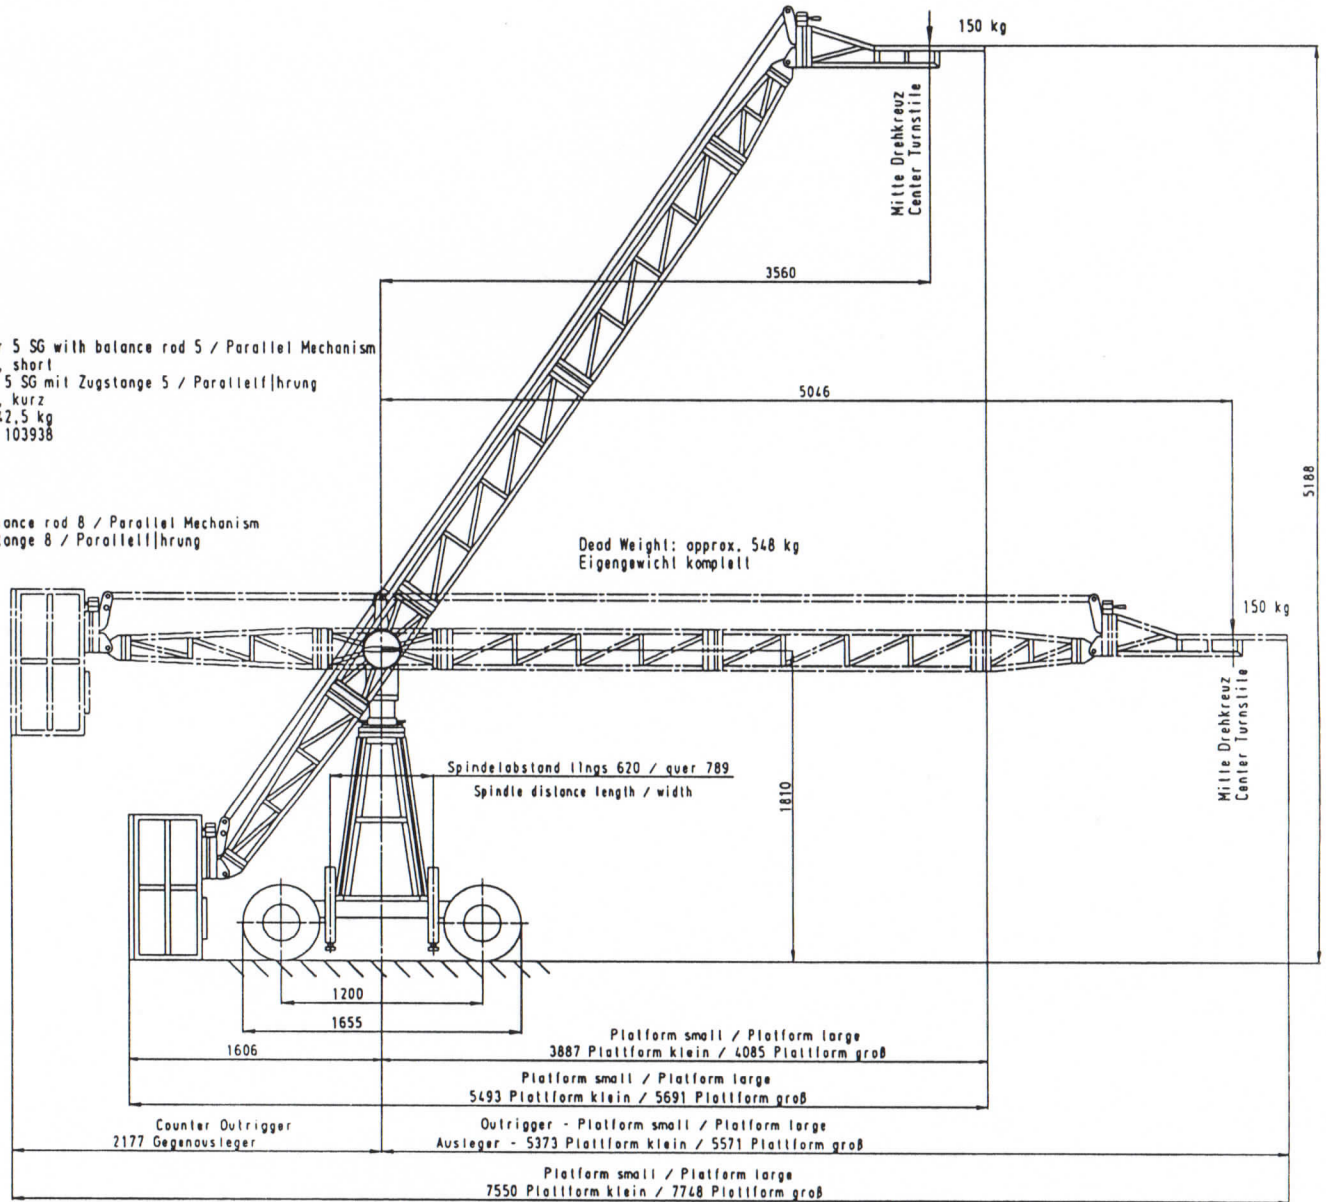 150 kg
Mitte Drehkreuz
Center Turnstile
3560
5 SG with balance rod 5 / Parallel Mechanism
, short
5 SG mit Zugstange 5 / Parallelf|hrung
, kurz
2,5 kg
103938
5046
5188
ance rod 8 / Parallel Mechanism
ange 8 / Parallelf|hrung
Dead Weight: approx. 548 kg
Eigengewicht komplett
150 kg
Mitte Drehkreuz
Center Turnstile
Spindelabstand l1ngs 620 / quer 789
Spindle distance length / width
1810
1200
1655
1606
Platform small / Platform large
3887 Plattform klein / 4085 Plattform groß
Platform small / Platform large
5493 Plattform klein / 5691 Plattform groß
Counter Outrigger
2177 Gegenausleger
Outrigger - Platform small / Platform large
Ausleger - 5373 Plattform klein / 5571 Plattform groß
Platform small / Platform large
7550 Plattform klein / 7748 Plattform groß